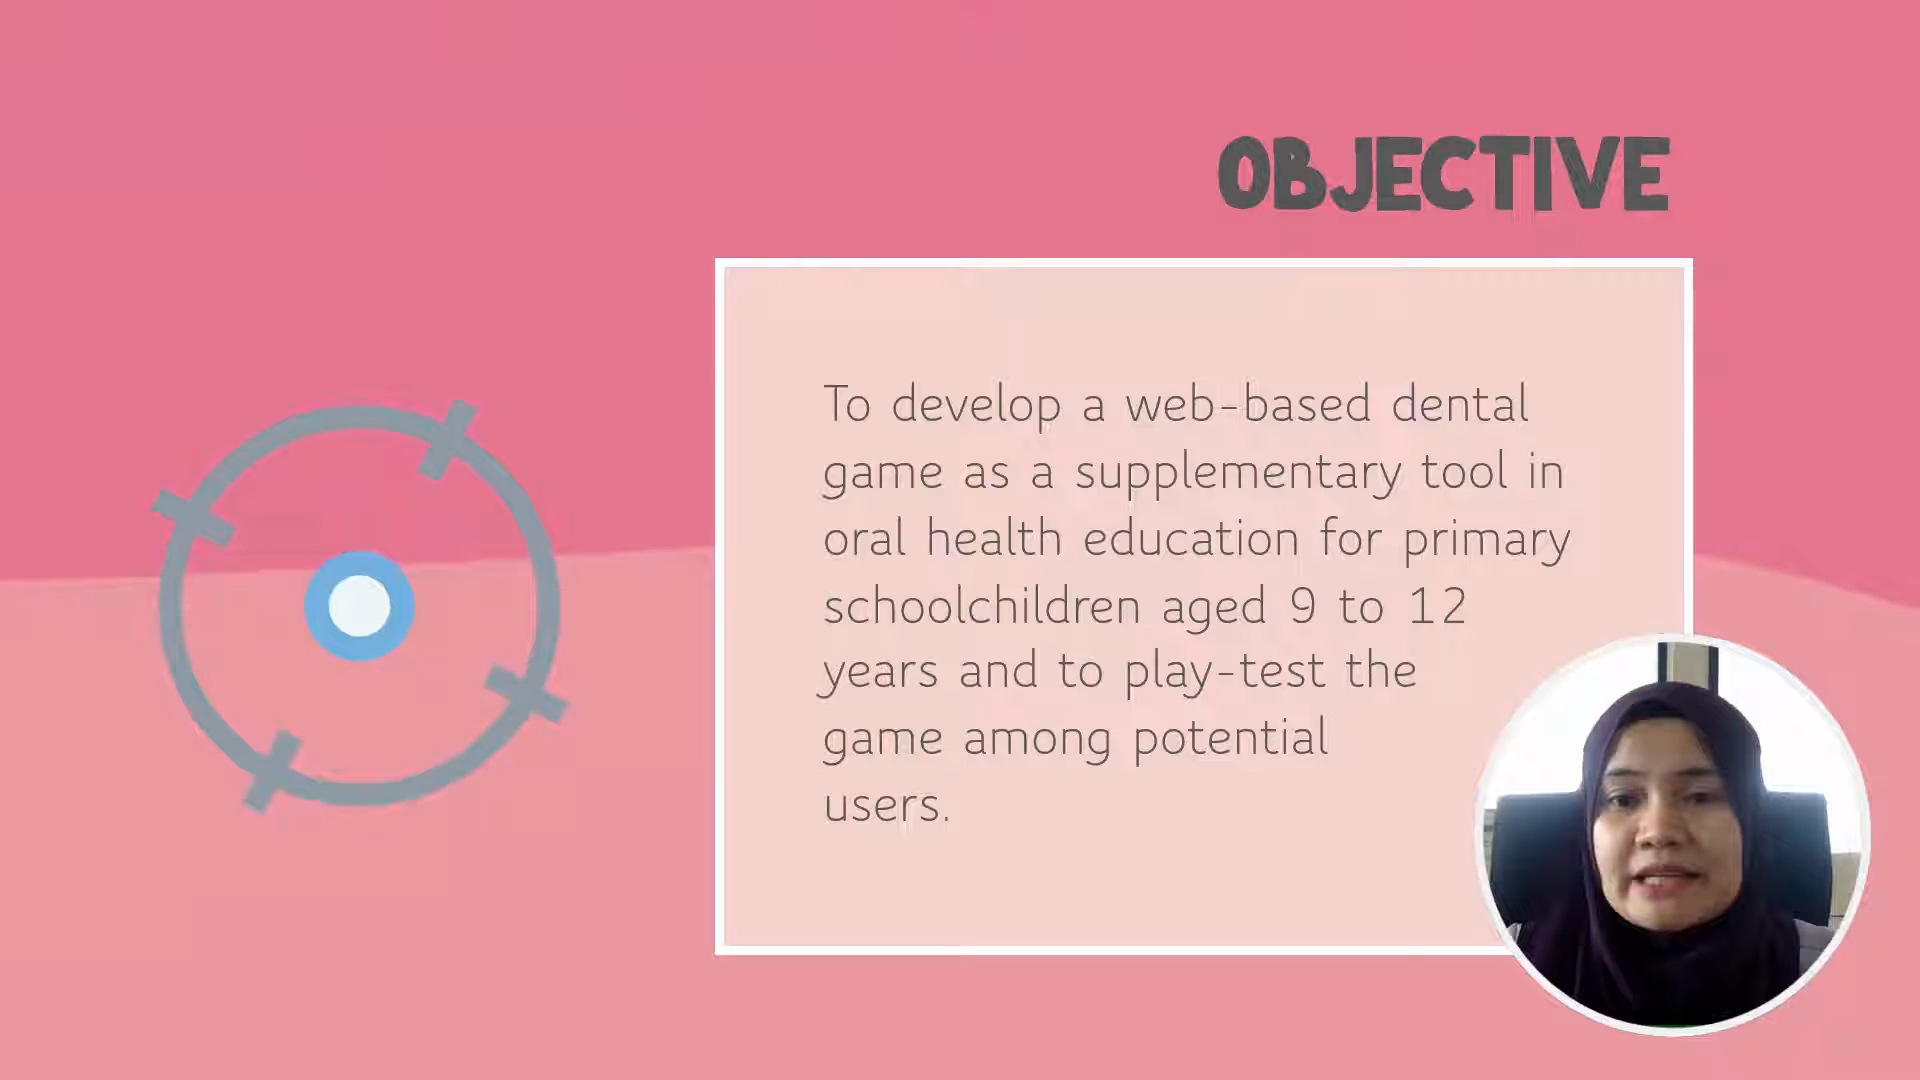 OBJECTIVE
To develop a web-based dental
game as a supplementary tool in
oral health education for primary
schoolchildren aged 9 to 12
years and to play-test the
game among potential
users.